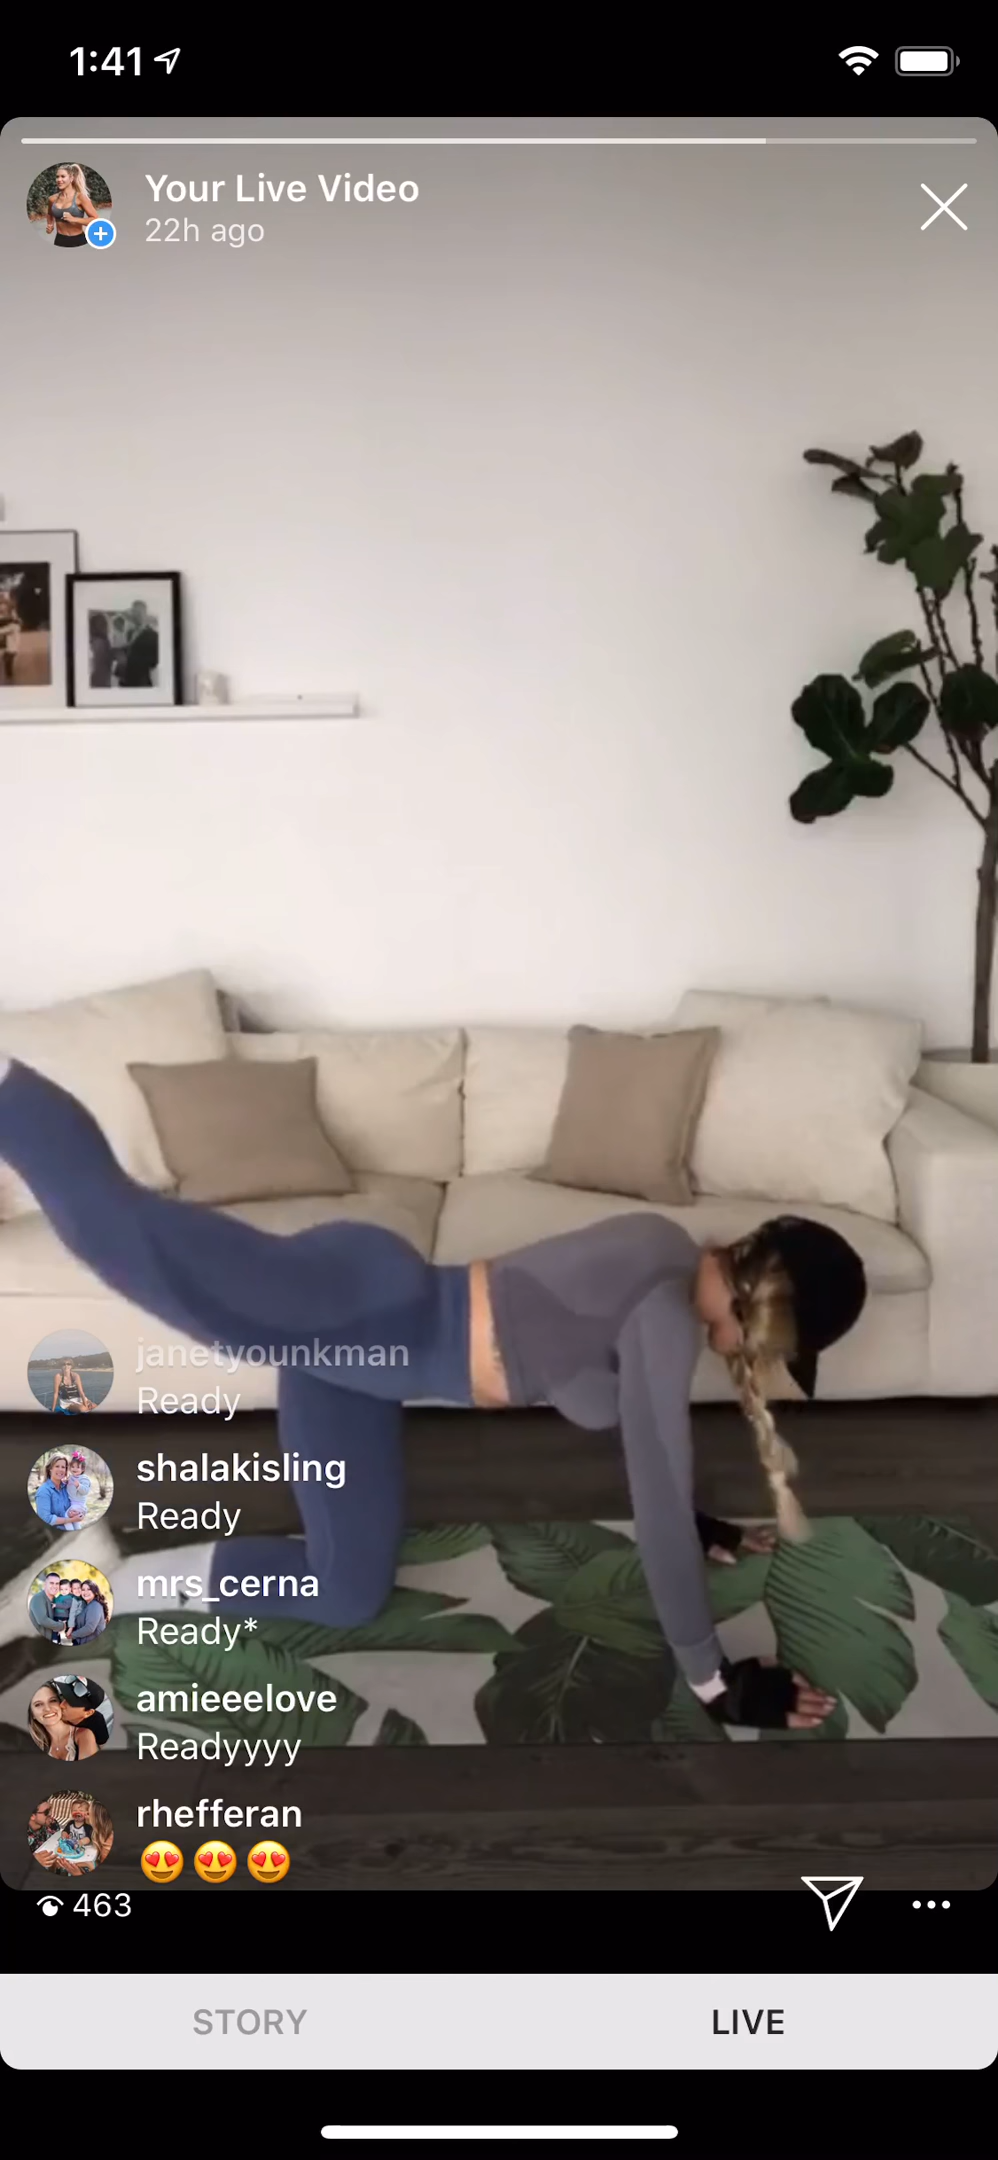 1:41
Your Live Video
22h ago
janetyounkman
Ready
shalakisling
Ready
mrs_cerna
Ready*
amieeelove
Readyyyy
rhefferan
😍😍😍
463
STORY
LIVE